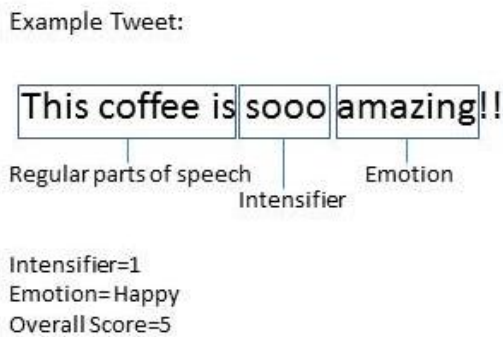 Example Tweet:
This coffee is sooo amazing!!
Regular parts of speech Emotion
Intensifier
Intensifier=1
Emotion=Happy
Overall Score=5